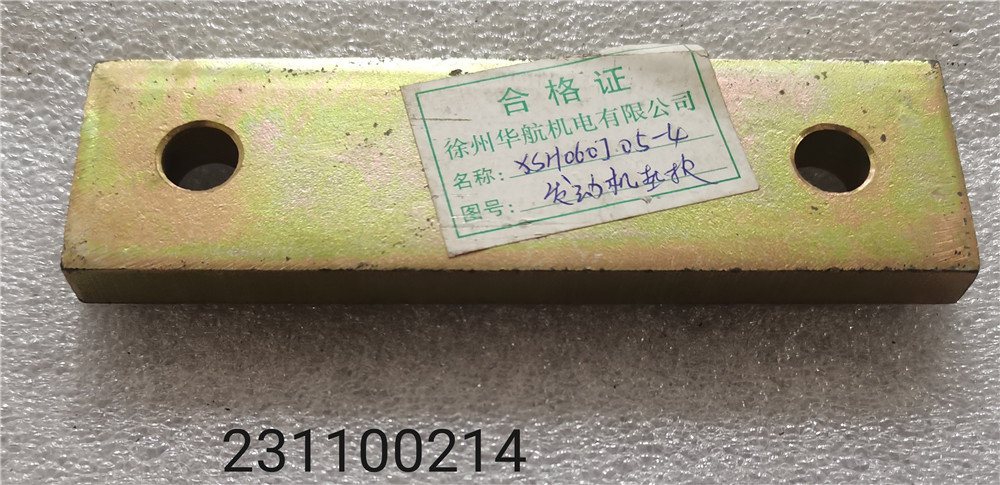 合格证
徐州华航机电有限公司
名称: XSH0607.05-4
图号: 发动机垫板
231100214